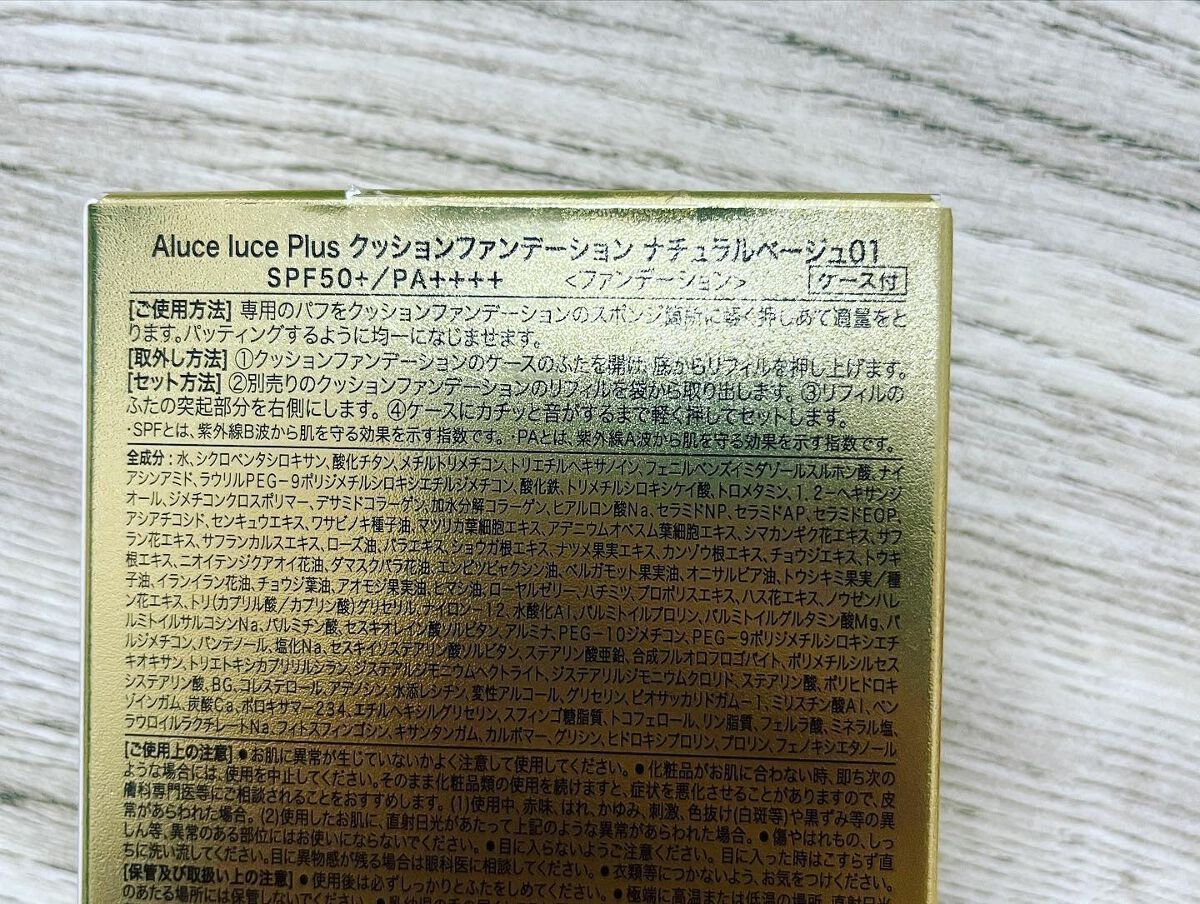 Aluce luce Plus クッションファンデーション ナチュラルベージュ01
SPF50+/PA++++ <ファンデーション> ケース付
[ご使用方法] 専用のパフをクッションファンデーションのスポンジ箇所に軽く押しあて適量をと
ります。パッティングするように均一になじませます。
[取外し方法] ①クッションファンデーションのケースのふたを開け、底からリフィルを押し上げます。
[セット方法] ②別売りのクッションファンデーションのリフィルを袋から取り出します。③リフィルの
ふたの突起部分を右側にします。④ケースにカチッと音がするまで軽く押してセットします。
・SPFとは、紫外線B波から肌を守る効果を示す指数です。・PAとは、紫外線A波から肌を守る効果を示す指数です。
全成分：水、シクロペンタシロキサン、酸化チタン、メチルトリメチコン、トリエチルヘキサノイン、フェニルベンズイミダゾールスルホン酸、ナイ
アシンアミド、ラウリルPEG-9ポリジメチルシロキシエチルジメチコン、酸化鉄、トリメチルシロキシケイ酸、トロメタミン、1,2-ヘキサンジ
オール、ジメチコンクロスポリマー、デサミドコラーゲン、加水分解コラーゲン、ヒアルロン酸Na、セラミドNP、セラミドAP、セラミドEOP、
アシアチコシド、センキュウエキス、ワサビノキ種子油、マツリカ葉細胞エキス、アデニウムオベスム葉細胞エキス、シマカンギク花エキス、サフ
ラン花エキス、サフランカルスエキス、ローズ油、バラエキス、ショウガ根エキス、ナツメ果実エキス、カンゾウ根エキス、チョウジエキス、トウキ
根エキス、ニオイテンジクアオイ花油、ダマスクバラ花油、エンピツビャクシン油、ベルガモット果実油、オニサルビア油、トウシキミ果実/種
子油、イランイラン花油、チョウジ葉油、アオモジ果実油、ヒマシ油、ローヤルゼリー、ハチミツ、プロポリスエキス、ハス花エキス、ノウゼンハレ
ン花エキス、トリ(カプリル酸/カプリン酸)グリセリル、ナイロン-12、水酸化Al、パルミトイルプロリン、パルミトイルグルタミン酸Mg、パ
ルミトイルサルコシンNa、パルミチン酸、セスキオレイン酸ソルビタン、アルミナ、PEG-10ジメチコン、PEG-9ポリジメチルシロキシエチ
ルジメチコン、パンテノール、塩化Na、セスキイソステアリン酸ソルビタン、ステアリン酸亜鉛、合成フルオロフロゴパイト、ポリメチルシルセス
キオキサン、トリエトキシカプリリルシラン、ジステアルジモニウムヘクトライト、ジステアリルジモニウムクロリド、ステアリン酸、ポリヒドロキ
システアリン酸、BG、コレステロール、アデノシン、水添レシチン、変性アルコール、グリセリン、ビオサッカリドガム-1、ミリスチン酸Al、ベン
ゾインガム、炭酸Ca、ポロキサマー234、エチルヘキシルグリセリン、スフィンゴ糖脂質、トコフェロール、リン脂質、フェルラ酸、ミネラル塩、
ラウロイルラクチレートNa、フィトスフィンゴシン、キサンタンガム、カルボマー、グリシン、ヒドロキシプロリン、プロリン、フェノキシエタノール
[ご使用上の注意] ●お肌に異常が生じていないかよく注意して使用してください。●化粧品がお肌に合わない時、即ち次の
ような場合には、使用を中止してください。そのまま化粧品類の使用を続けますと、症状を悪化させることがありますので、皮
膚科専門医等にご相談されることをおすすめします。(1)使用中、赤味、はれ、かゆみ、刺激、色抜け(白斑等)や黒ずみ等の異
常があらわれた場合。(2)使用したお肌に、直射日光があたって上記のような異常があらわれた場合。●傷やはれもの、しっ
しん等、異常のある部位にはお使いにならないでください。●目に入らないようご注意ください。目に入った時はこすらず直
ちに洗い流してください。目に異物感が残る場合は眼科医に相談してください。●衣類等につかないよう、お気をつけください。
[保管及び取扱い上の注意] ●使用後は必ずしっかりとふたをしめてください。●極端に高温または低温の場所、直射日光
のあたる場所には保管しないでください。